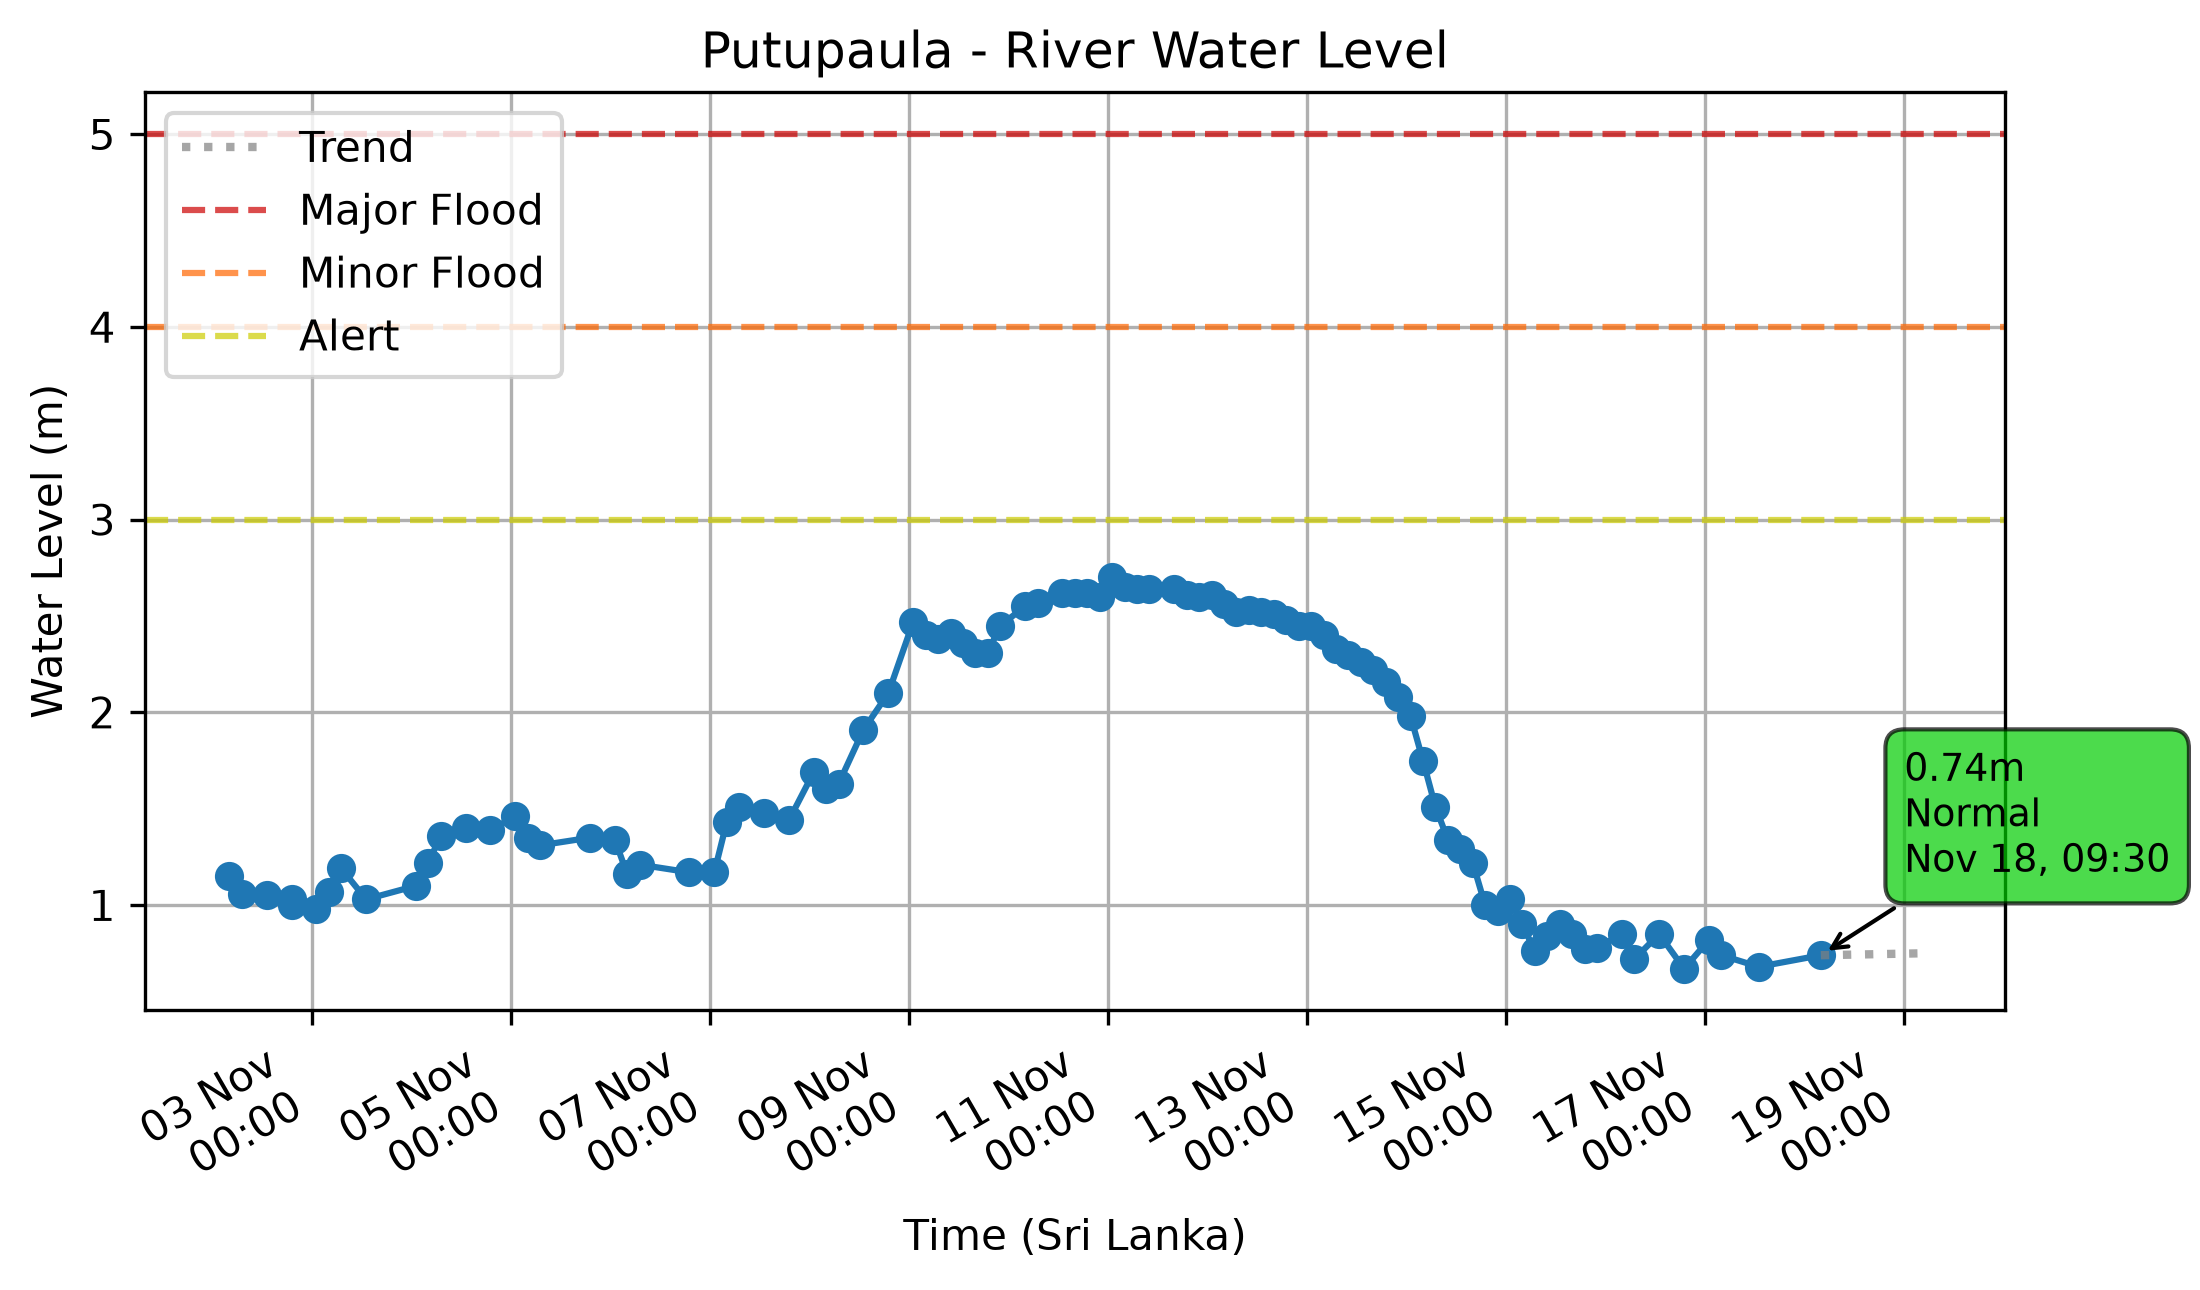 Putupaula - River Water Level
Trend
Major Flood
Minor Flood
Alert
5
4
3
2
1
Water Level (m)
0.74m
Normal
Nov 18, 09:30
03 Nov
00:00
05 Nov
00:00
07 Nov
00:00
09 Nov
00:00
11 Nov
00:00
13 Nov
00:00
15 Nov
00:00
17 Nov
00:00
19 Nov
00:00
Time (Sri Lanka)